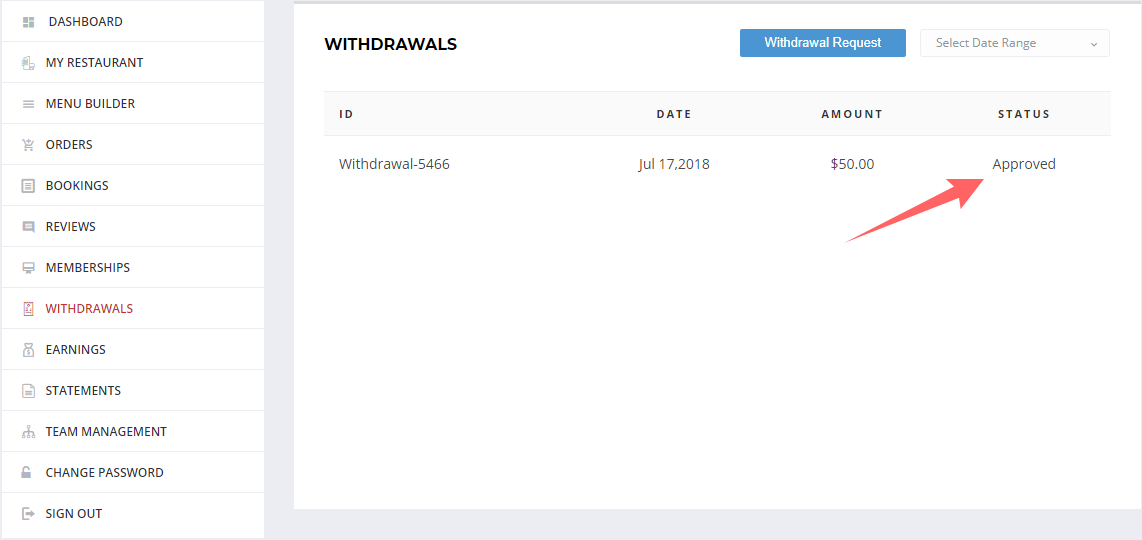 DASHBOARD
MY RESTAURANT
MENU BUILDER
ORDERS
BOOKINGS
REVIEWS
MEMBERSHIPS
WITHDRAWALS
EARNINGS
STATEMENTS
TEAM MANAGEMENT
CHANGE PASSWORD
SIGN OUT
WITHDRAWALS Withdrawal Request Select Date Range
ID DATE AMOUNT STATUS
Withdrawal-5466 Jul 17,2018 $50.00 Approved